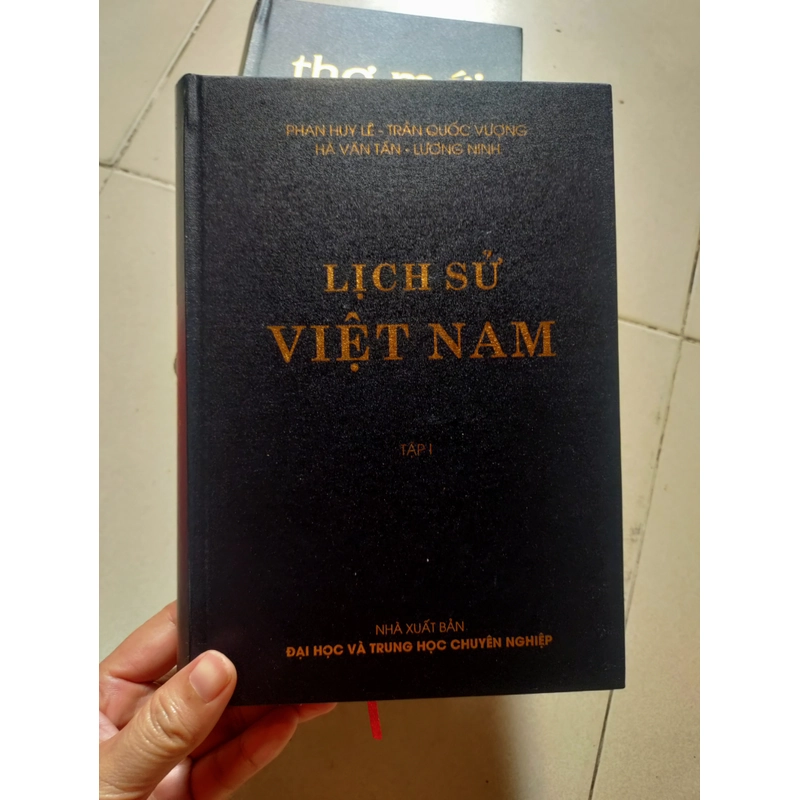 thơ mới
PHAN HUY LÊ - TRẦN QUỐC VƯỢNG
HÀ VĂN TẤN - LƯƠNG NINH
LỊCH SỬ
VIỆT NAM
TẬP I
NHÀ XUẤT BẢN
ĐẠI HỌC VÀ TRUNG HỌC CHUYÊN NGHIỆP